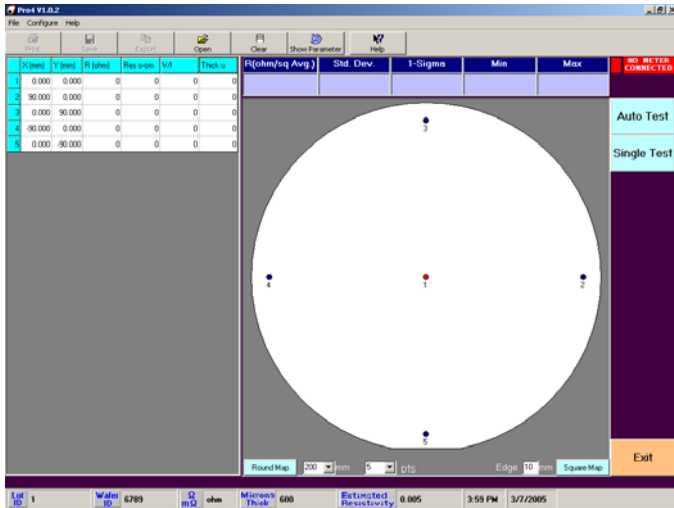 Pro4 V1.0.2
File Configure Help
Print Save Export Open Clear Show Parameter Help
X (mm) Y (mm) R (ohm) Res o-cm V/I Thick u
1 0.000 0.000 0 0 0 0
2 90.000 0.000 0 0 0 0
3 0.000 90.000 0 0 0 0
4 -90.000 0.000 0 0 0 0
5 0.000 -90.000 0 0 0 0
R(ohm/sq Avg.) Std. Dev. 1-Sigma Min Max
NO METER
CONNECTED
Auto Test
Single Test
3
4 1 2
5
Round Map 200 mm 5 pts Edge 10 mm Square Map
Exit
Lot ID 1 Wafer ID 6789 Ω mΩ ohm Microns Thick 600 Estimated Resistivity 0.005 3:59 PM 3/7/2005